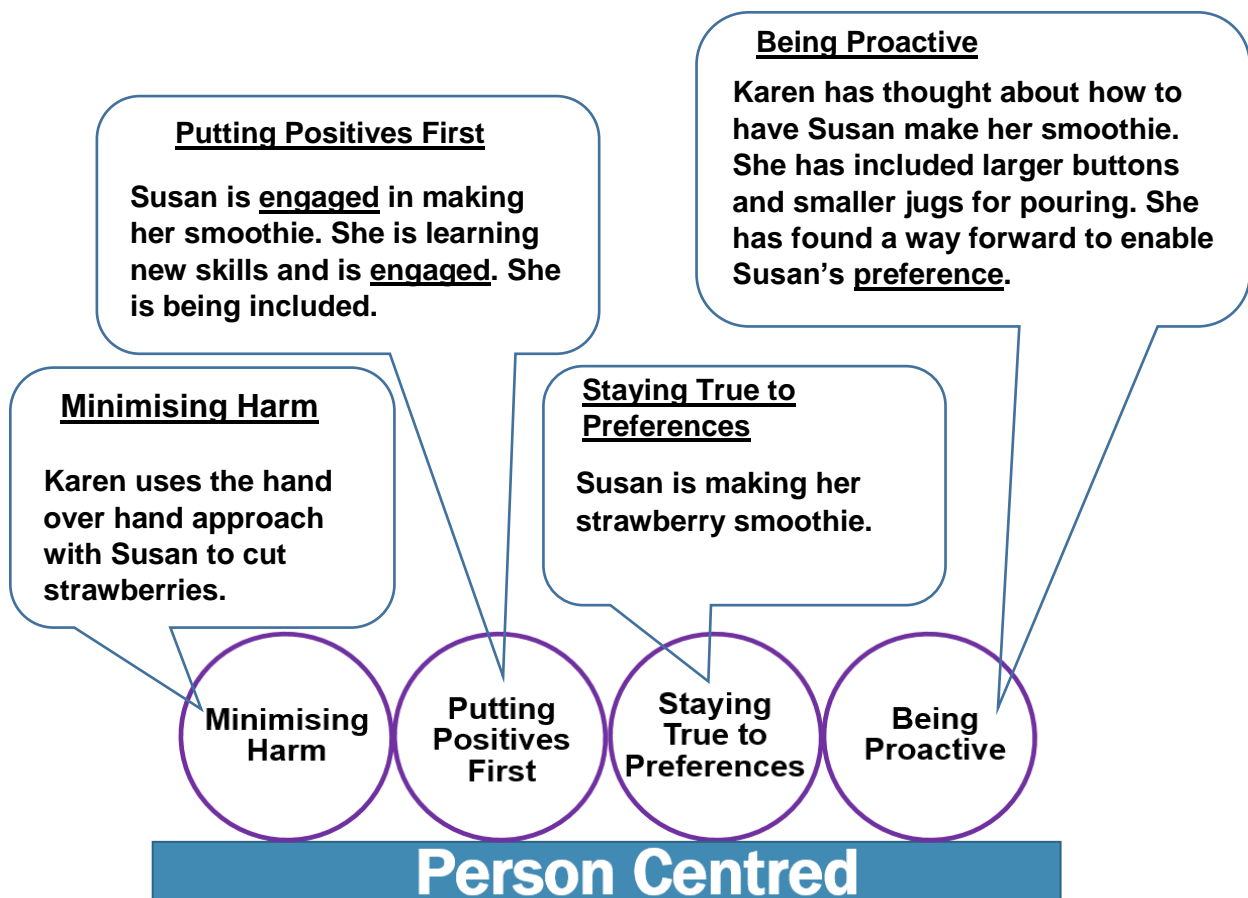 Being Proactive
Karen has thought about how to
have Susan make her smoothie.
She has included larger buttons
and smaller jugs for pouring. She
has found a way forward to enable
Susan’s preference.
Putting Positives First
Susan is engaged in making
her smoothie. She is learning
new skills and is engaged. She
is being included.
Minimising Harm
Karen uses the hand
over hand approach
with Susan to cut
strawberries.
Staying True to
Preferences
Susan is making her
strawberry smoothie.
Minimising
Harm
Putting
Positives
First
Staying
True to
Preferences
Being
Proactive
Person Centred